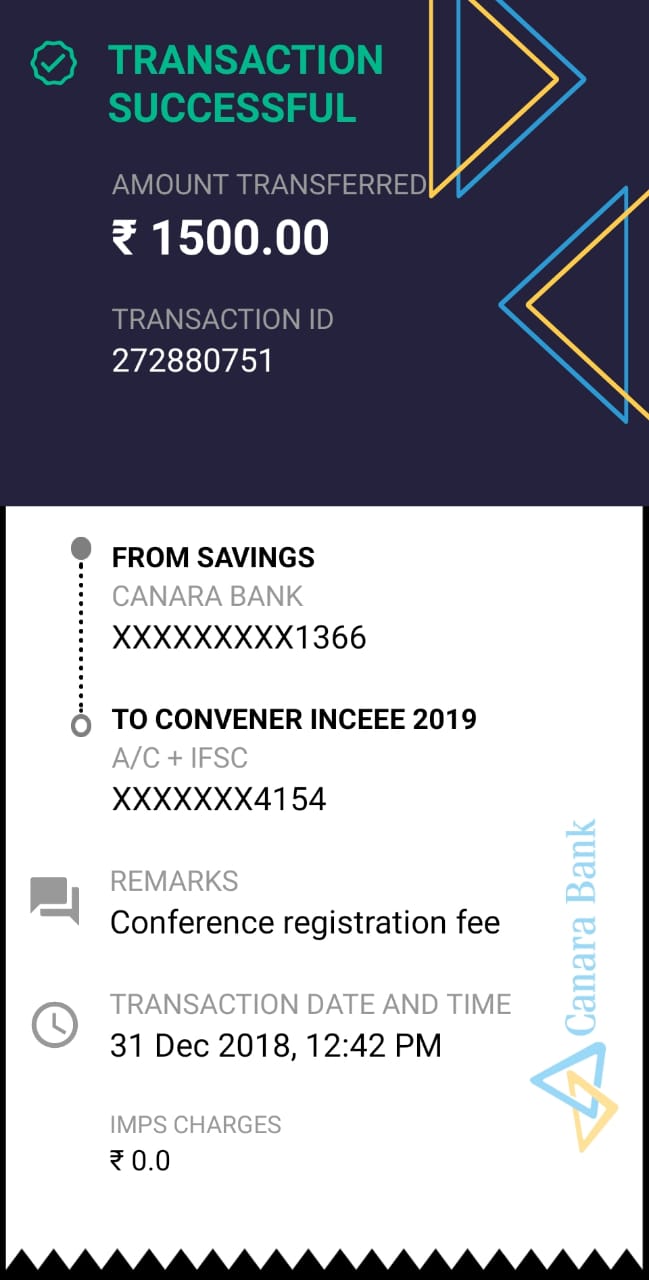 TRANSACTION
SUCCESSFUL
AMOUNT TRANSFERRED
₹ 1500.00
TRANSACTION ID
272880751
FROM SAVINGS
CANARA BANK
XXXXXXXXX1366
TO CONVENER INCEEE 2019
A/C + IFSC
XXXXXXX4154
REMARKS
Conference registration fee
TRANSACTION DATE AND TIME
31 Dec 2018, 12:42 PM
IMPS CHARGES
₹ 0.0
Canara Bank